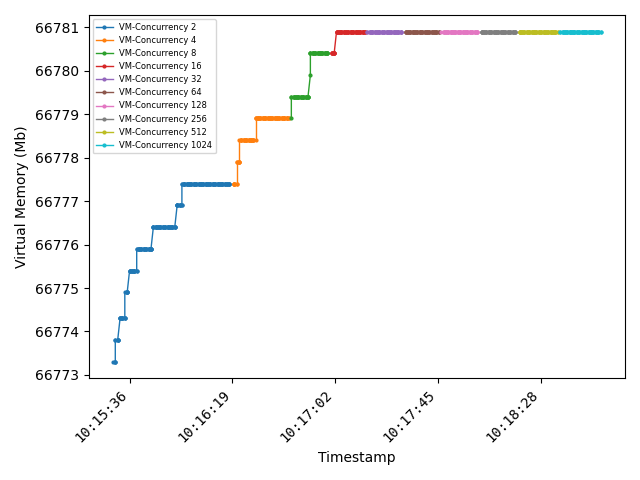 VM-Concurrency 2
VM-Concurrency 4
VM-Concurrency 8
VM-Concurrency 16
VM-Concurrency 32
VM-Concurrency 64
VM-Concurrency 128
VM-Concurrency 256
VM-Concurrency 512
VM-Concurrency 1024
66781
66780
66779
66778
66777
66776
66775
66774
66773
Virtual Memory (Mb)
10:15:36
10:16:19
10:17:02
10:17:45
10:18:28
Timestamp